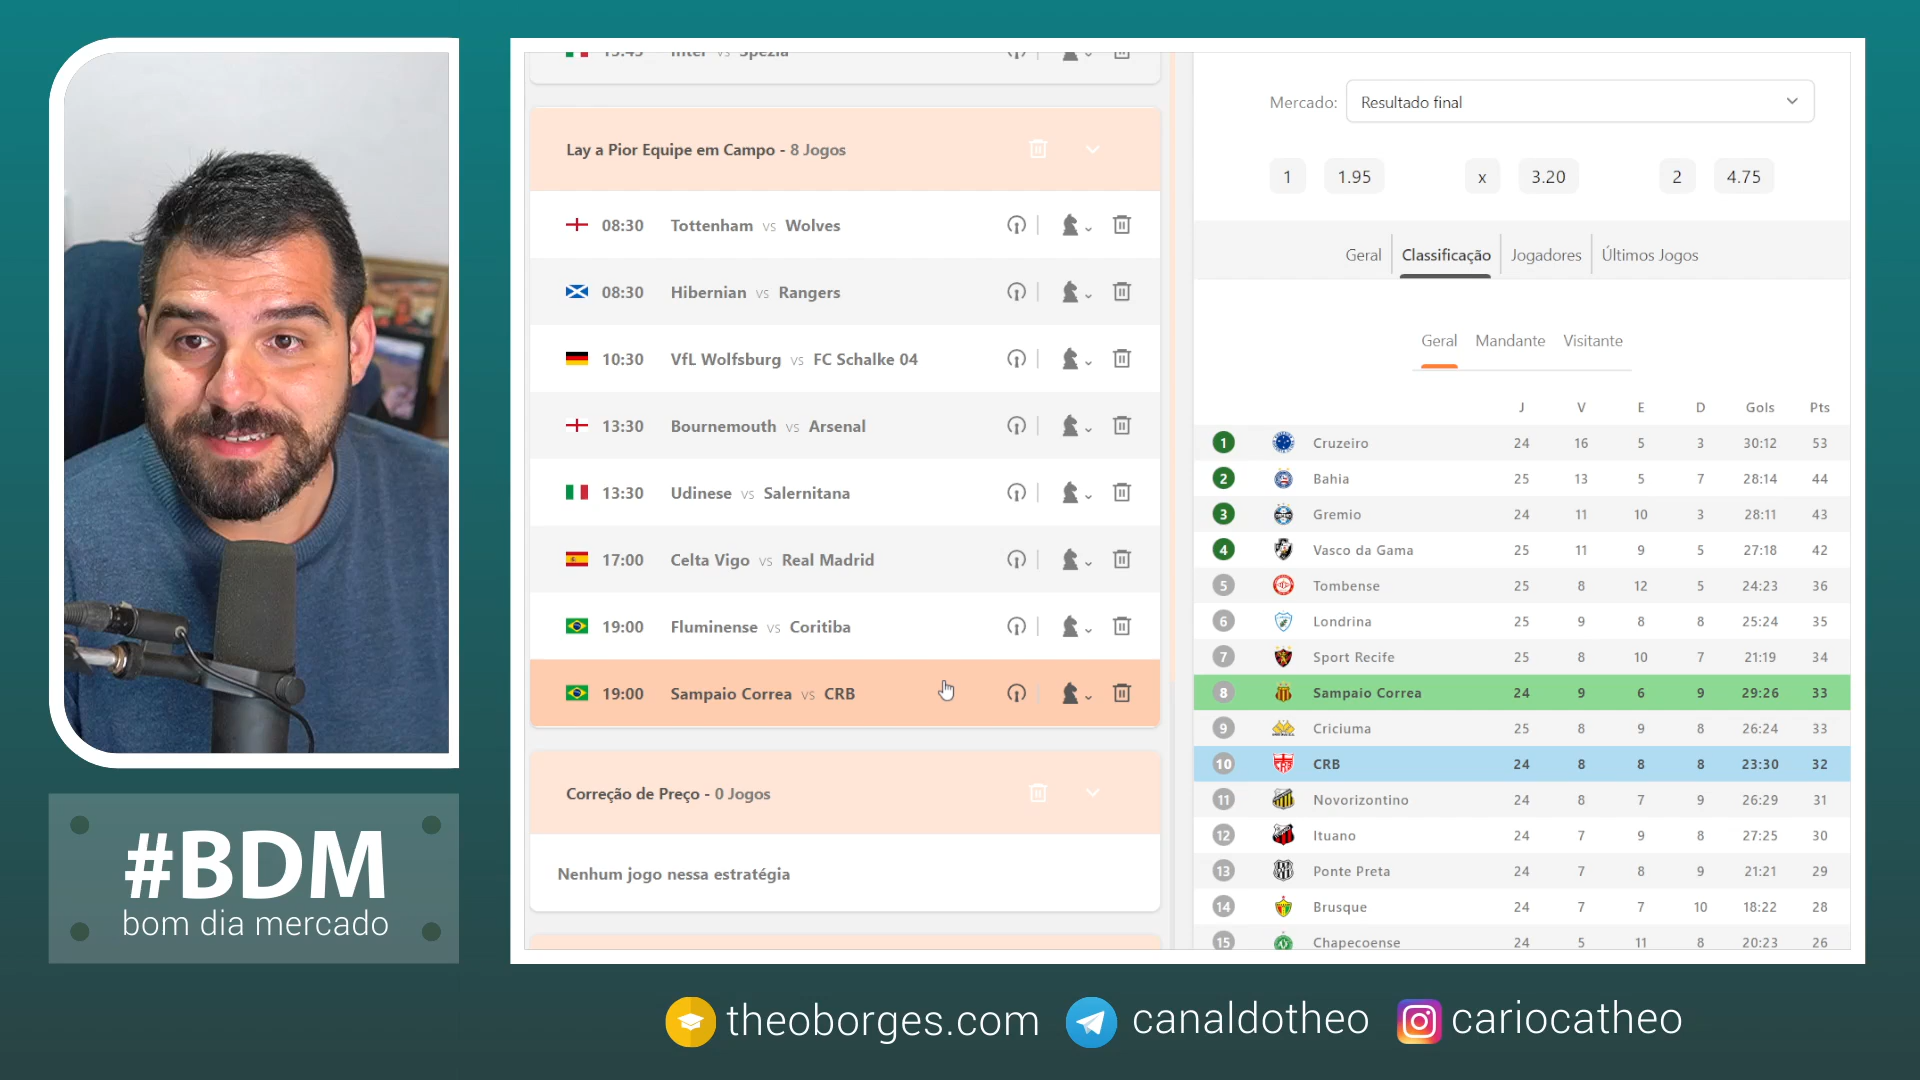 13:45 Inter vs Spezia
Lay a Pior Equipe em Campo - 8 Jogos
08:30 Tottenham vs Wolves
08:30 Hibernian vs Rangers
10:30 VfL Wolfsburg vs FC Schalke 04
13:30 Bournemouth vs Arsenal
13:30 Udinese vs Salernitana
17:00 Celta Vigo vs Real Madrid
19:00 Fluminense vs Coritiba
19:00 Sampaio Correa vs CRB
Correção de Preço - 0 Jogos
Nenhum jogo nessa estratégia
Mercado: Resultado final
1 1.95 x 3.20 2 4.75
Geral Classificação Jogadores Últimos Jogos
Geral Mandante Visitante
J V E D Gols Pts
1 Cruzeiro 24 16 5 3 30:12 53
2 Bahia 25 13 5 7 28:14 44
3 Gremio 24 11 10 3 28:11 43
4 Vasco da Gama 25 11 9 5 27:18 42
5 Tombense 25 8 12 5 24:23 36
6 Londrina 25 9 8 8 25:24 35
7 Sport Recife 25 8 10 7 21:19 34
8 Sampaio Correa 24 9 6 9 29:26 33
9 Criciuma 25 8 9 8 26:24 33
10 CRB 24 8 8 8 23:30 32
11 Novorizontino 24 8 7 9 26:29 31
12 Ituano 24 7 9 8 27:25 30
13 Ponte Preta 24 7 8 9 21:21 29
14 Brusque 24 7 7 10 18:22 28
15 Chapecoense 24 5 11 8 20:23 26
#BDM
bom dia mercado
theoborges.com canaldotheo cariocatheo